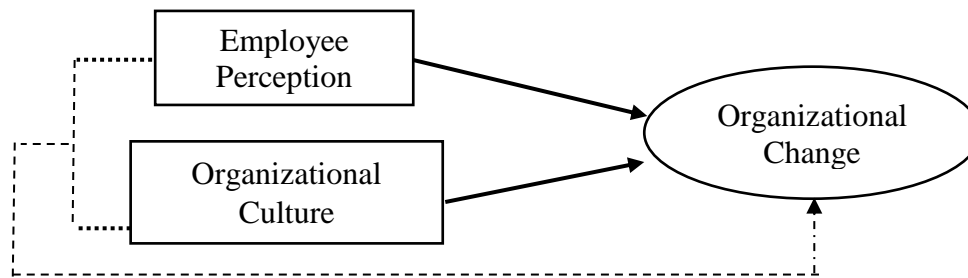 Employee
Perception
Organizational
Culture
Organizational
Change